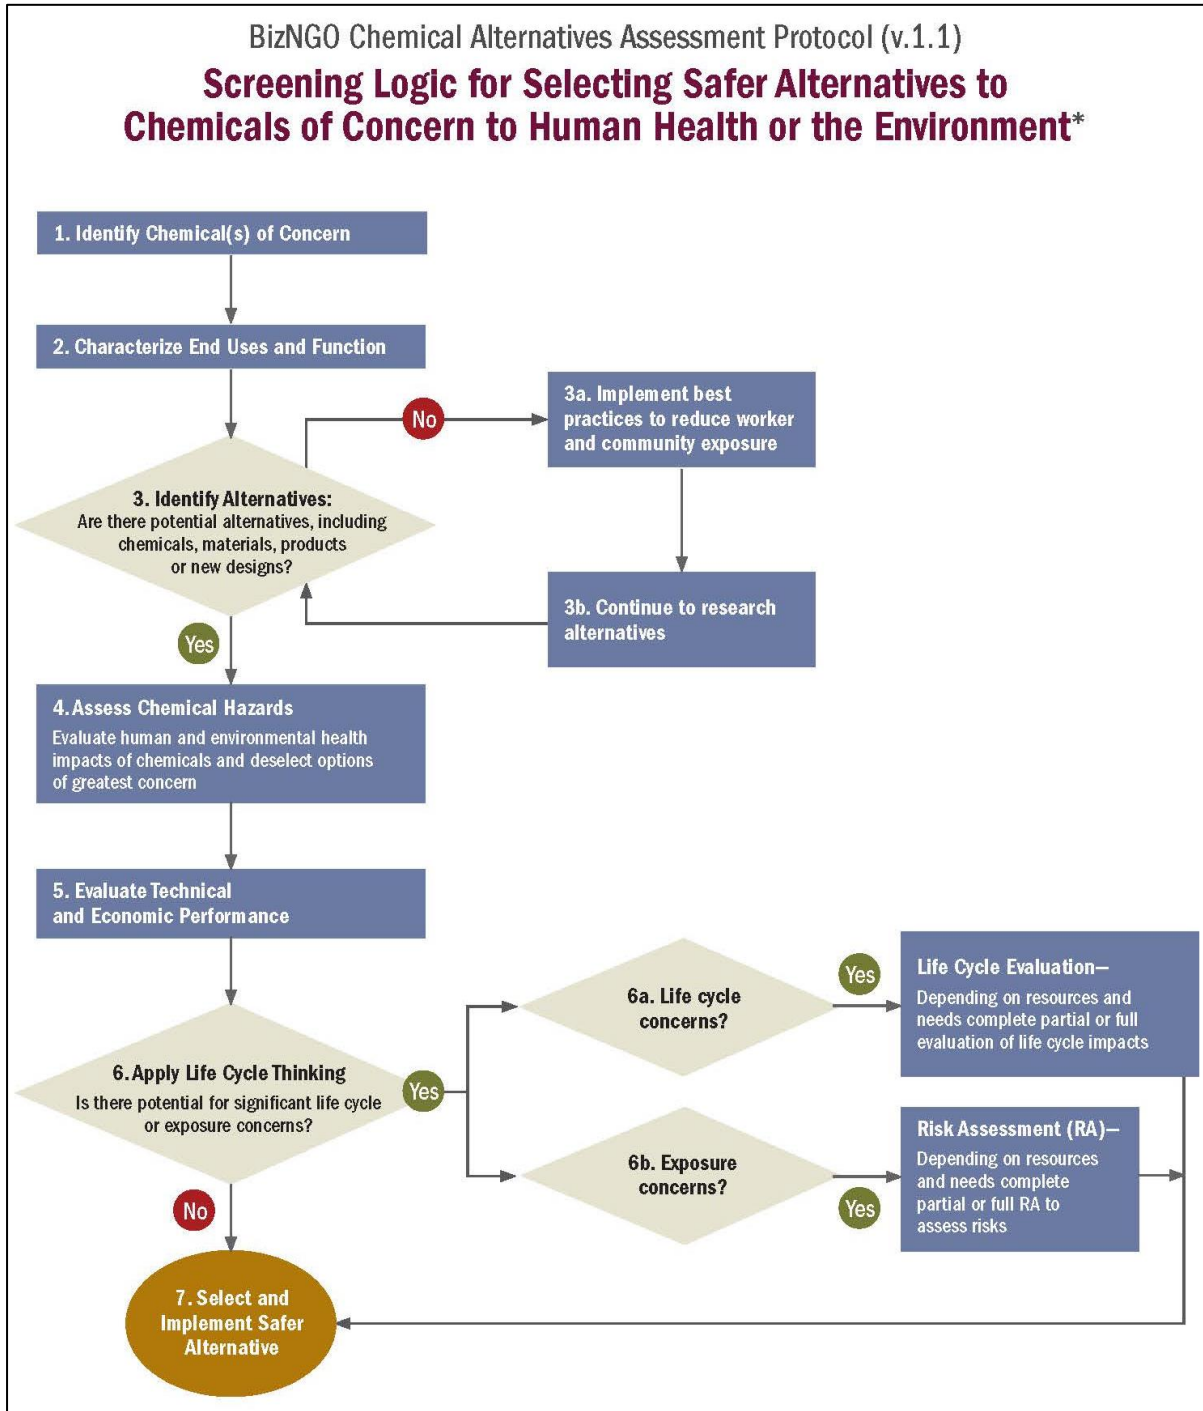 BizNGO Chemical Alternatives Assessment Protocol (v.1.1)
Screening Logic for Selecting Safer Alternatives to
Chemicals of Concern to Human Health or the Environment*
1. Identify Chemical(s) of Concern
2. Characterize End Uses and Function
No
3a. Implement best
practices to reduce worker
and community exposure
3. Identify Alternatives:
Are there potential alternatives, including
chemicals, materials, products
or new designs?
3b. Continue to research
alternatives
Yes
4. Assess Chemical Hazards
Evaluate human and environmental health
impacts of chemicals and deselect options
of greatest concern
5. Evaluate Technical
and Economic Performance
6. Apply Life Cycle Thinking
Is there potential for significant life cycle
or exposure concerns?
Yes
6a. Life cycle
concerns?
Yes
Life Cycle Evaluation—
Depending on resources and
needs complete partial or full
evaluation of life cycle impacts
6b. Exposure
concerns?
Yes
Risk Assessment (RA)—
Depending on resources
and needs complete
partial or full RA to
assess risks
No
7. Select and
Implement Safer
Alternative